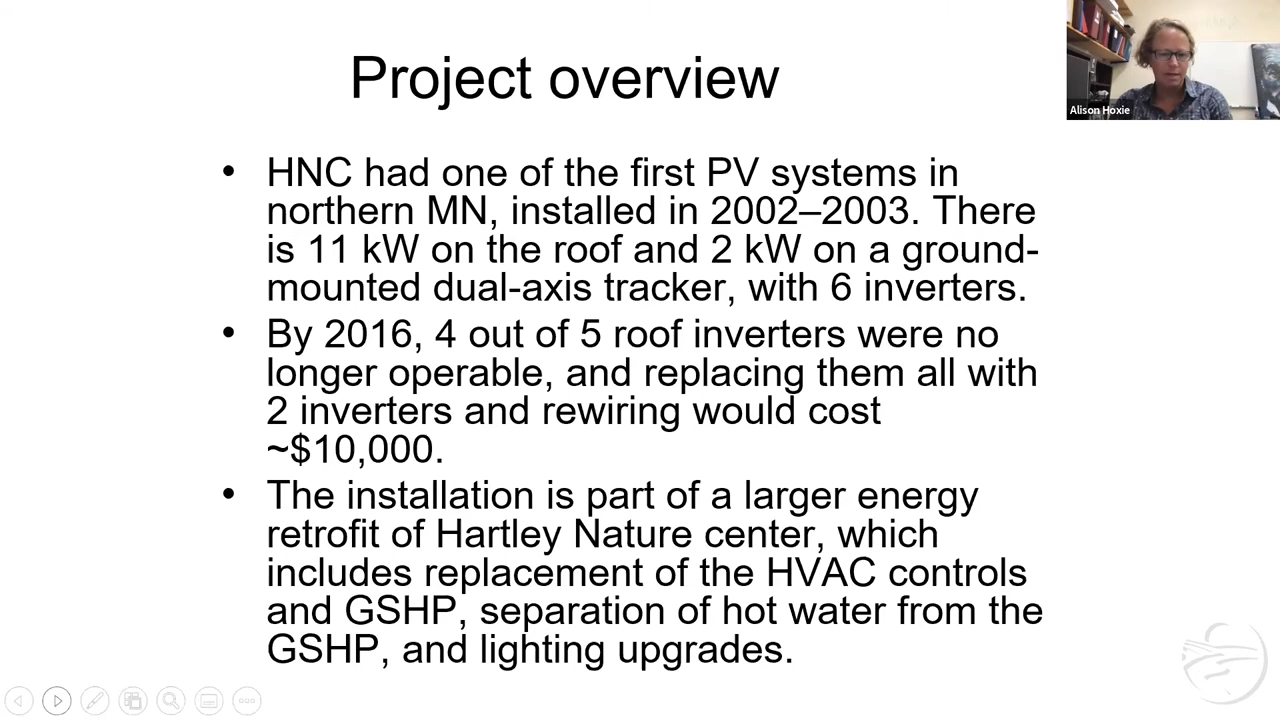 Project overview
Alison Hoxie
• HNC had one of the first PV systems in
northern MN, installed in 2002–2003. There
is 11 kW on the roof and 2 kW on a ground-
mounted dual-axis tracker, with 6 inverters.
• By 2016, 4 out of 5 roof inverters were no
longer operable, and replacing them all with
2 inverters and rewiring would cost
~$10,000.
• The installation is part of a larger energy
retrofit of Hartley Nature center, which
includes replacement of the HVAC controls
and GSHP, separation of hot water from the
GSHP, and lighting upgrades.